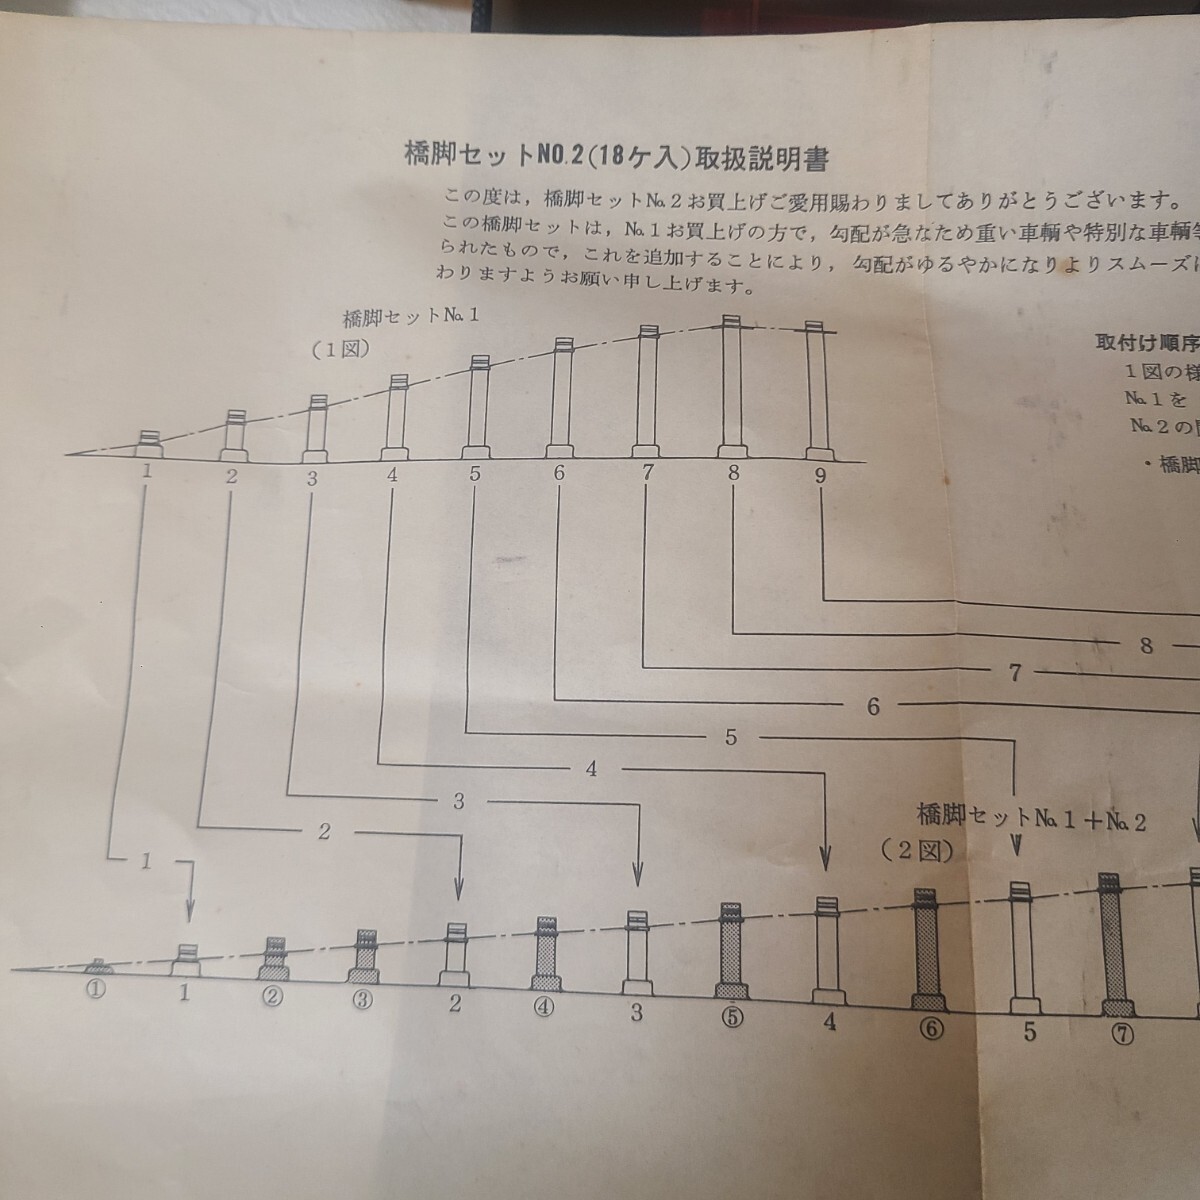 橋脚セットNO.2(18ケ入)取扱説明書
この度は，橋脚セット№2お買上げご愛用賜わりましてありがとうございます。
この橋脚セットは，№1お買上げの方で，勾配が急なため重い車輌や特別な車輌等
られたもので，これを追加することにより，勾配がゆるやかになりよりスムーズに
わりますようお願い申し上げます。
橋脚セット№1
(1図)
取付け順序
1図の様
№1を
№2の
・橋脚
1 2 3 4 5 6 7 8 9
8
7
6
5
4
3
2
1
橋脚セット№1＋№2
(2図)
① 1 ② ③ 2 ④ 3 ⑤ 4 ⑥ 5 ⑦